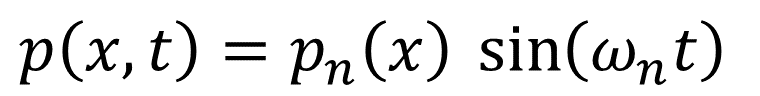 p(x, t) = pₙ(x) sin(ωₙt)